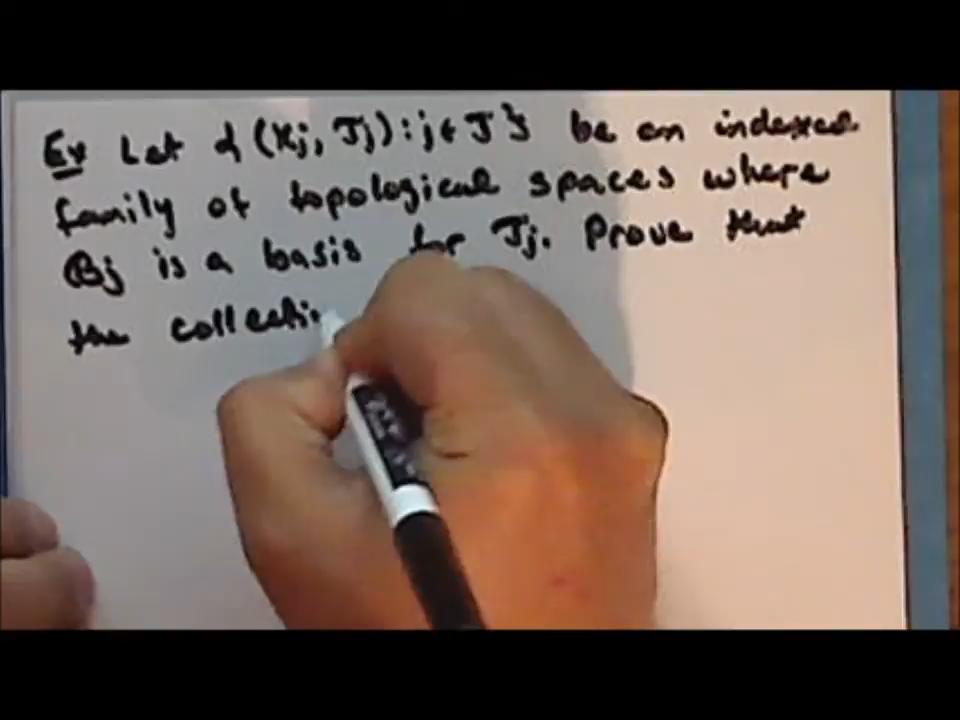 Ex Let {(Xj, Tj) : j ∈ J} be an indexed
family of topological spaces where
Bj is a basis for Tj. Prove that
the collecti